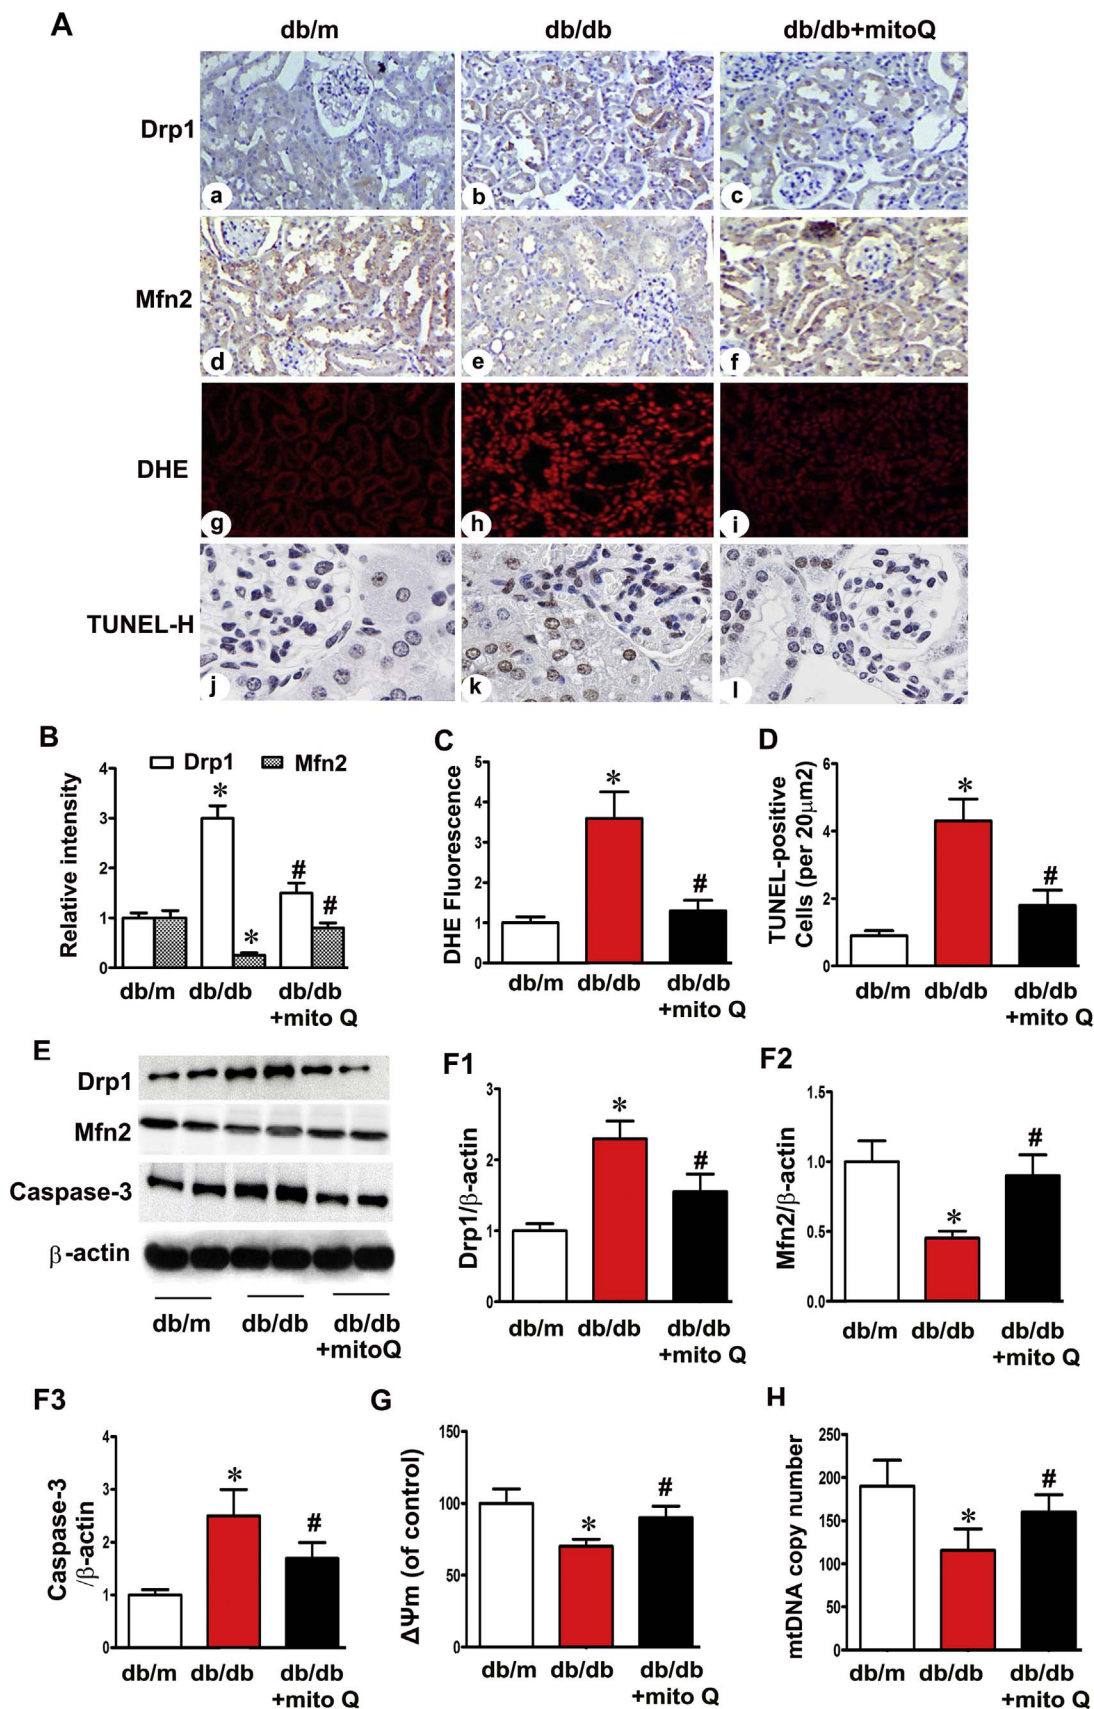 A
db/m db/db db/db+mitoQ
Drp1
a b c
Mfn2
d e f
DHE
g h i
TUNEL-H
j k l
B
Drp1 Mfn2
Relative intensity
4
3
2
1
0
* * # #
db/m db/db db/db
+mito Q
C
DHE Fluorescence
5
4
3
2
1
0
* #
db/m db/db db/db
+mito Q
D
TUNEL-positive
Cells (per 20μm2)
6
4
2
0
* #
db/m db/db db/db
+mito Q
E
Drp1
Mfn2
Caspase-3
β-actin
db/m db/db db/db
+mitoQ
F1
Drp1/β-actin
3
2
1
0
* #
db/m db/db db/db
+mito Q
F2
Mfn2/β-actin
1.5
1.0
0.5
0.0
* #
db/m db/db db/db
+mito Q
F3
Caspase-3
/β-actin
4
3
2
1
0
* #
db/m db/db db/db
+mito Q
G
ΔΨm (of control)
150
100
50
0
* #
db/m db/db db/db
+mito Q
H
mtDNA copy number
250
200
150
100
50
0
* #
db/m db/db db/db
+mito Q